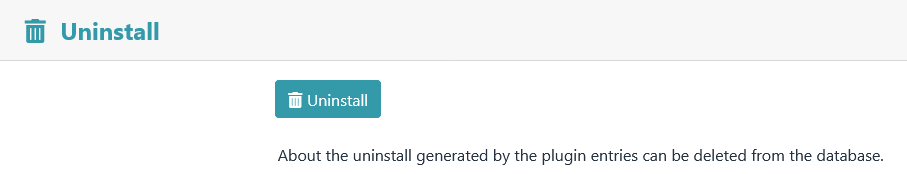 Uninstall
Uninstall
About the uninstall generated by the plugin entries can be deleted from the database.